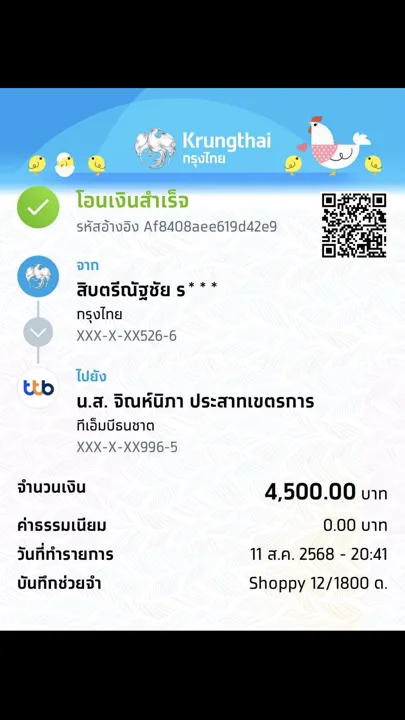 Krungthai
กรุงไทย
โอนเงินสำเร็จ
รหัสอ้างอิง Af8408aee619d42e9
จาก
สิบตรีณัฐชัย ร***
กรุงไทย
XXX-X-XX526-6
ไปยัง
ttb
น.ส. จิณห์นิภา ประสาทเขตรการ
ทีเอ็มบีธนชาต
XXX-X-XX996-5
จำนวนเงิน 4,500.00 บาท
ค่าธรรมเนียม 0.00 บาท
วันที่ทำรายการ 11 ส.ค. 2568 - 20:41
บันทึกช่วยจำ Shoppy 12/1800 ด.